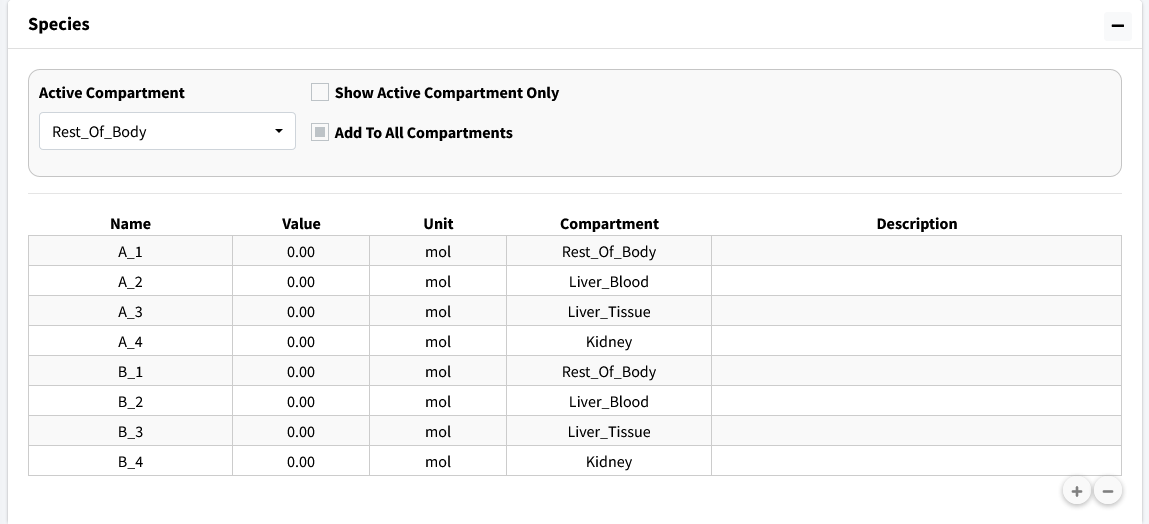 Species
Active Compartment
Show Active Compartment Only
Rest_Of_Body
Add To All Compartments
Name Value Unit Compartment Description
A_1 0.00 mol Rest_Of_Body
A_2 0.00 mol Liver_Blood
A_3 0.00 mol Liver_Tissue
A_4 0.00 mol Kidney
B_1 0.00 mol Rest_Of_Body
B_2 0.00 mol Liver_Blood
B_3 0.00 mol Liver_Tissue
B_4 0.00 mol Kidney